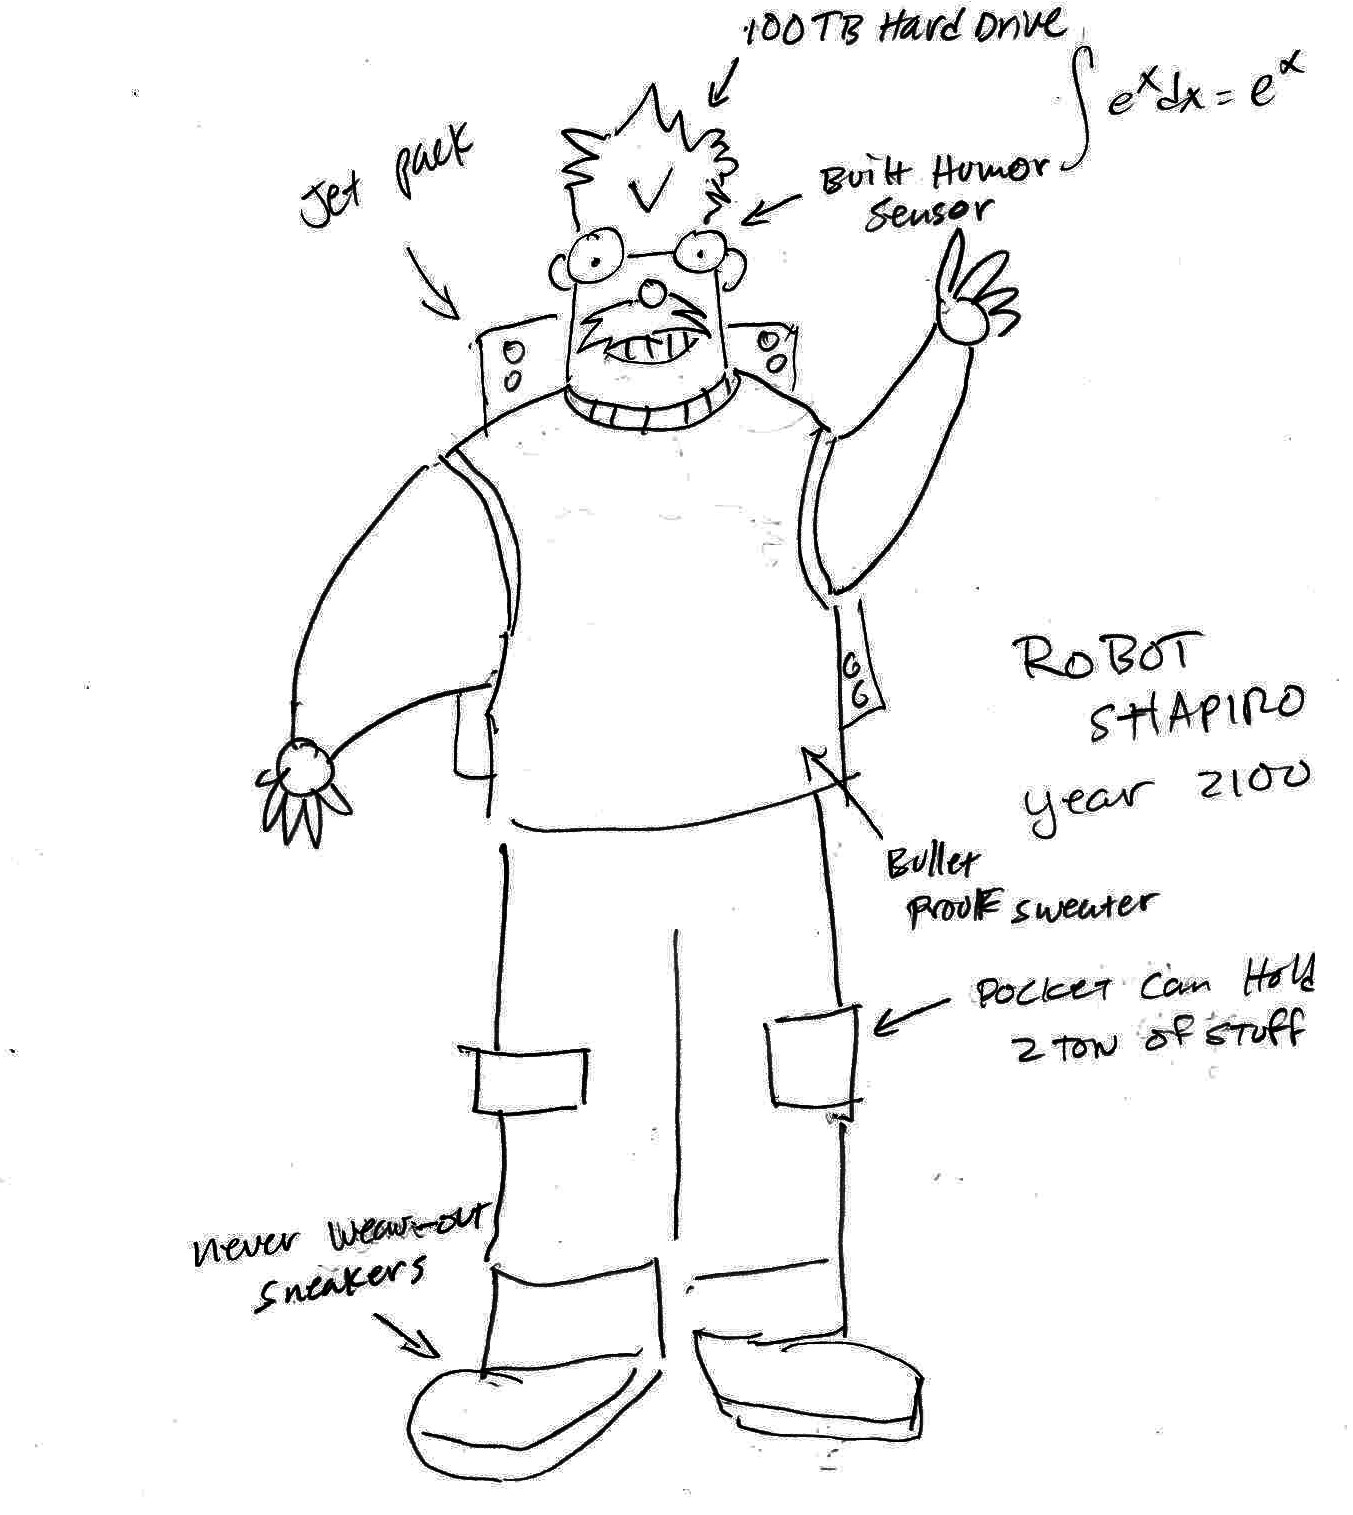 100TB Hard Drive
∫ e^x dx = e^x
Jet pack
Built Humor
Sensor
ROBOT
SHAPIRO
year 2100
Bullet
Proof sweater
Pocket can Hold
2 ton of stuff
never wear-out
sneakers